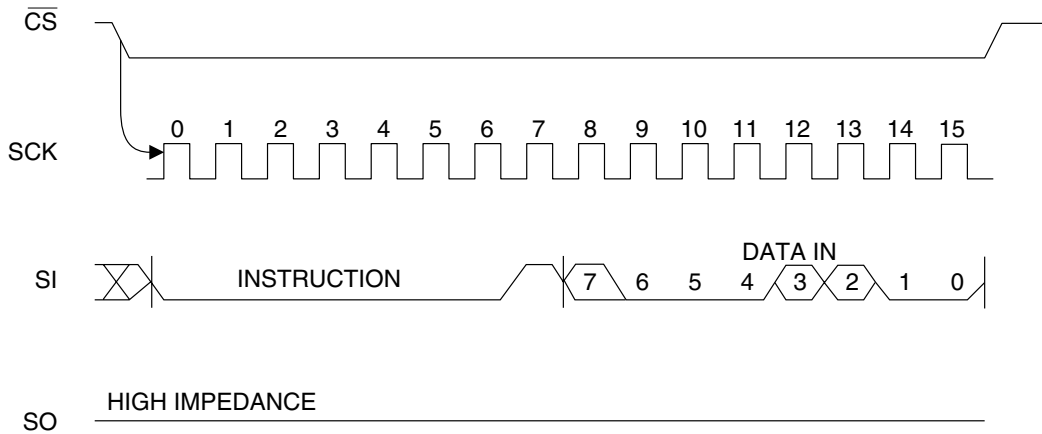 CS
0 1 2 3 4 5 6 7 8 9 10 11 12 13 14 15
SCK
DATA IN
SI
INSTRUCTION
7 6 5 4 3 2 1 0
HIGH IMPEDANCE
SO